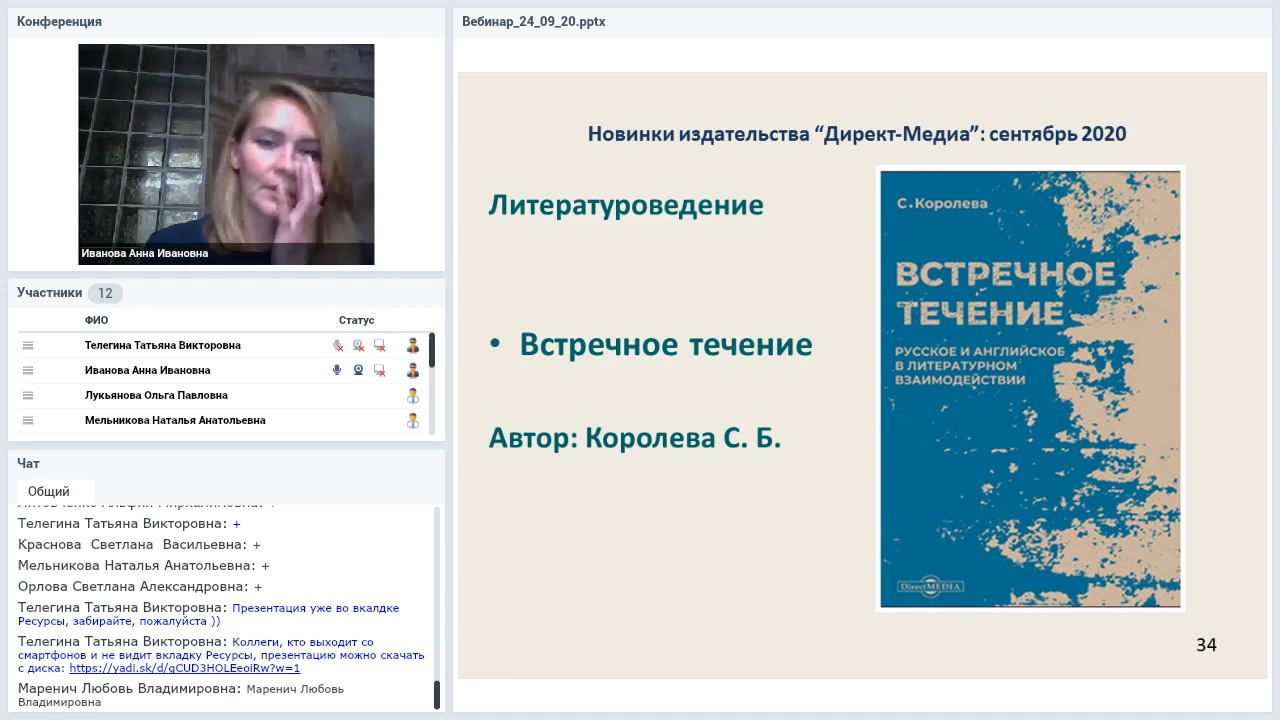 Конференция
Иванова Анна Ивановна
Участники 12
ФИО Статус
Телегина Татьяна Викторовна
Иванова Анна Ивановна
Лукьянова Ольга Павловна
Мельникова Наталья Анатольевна
Чат
Общий
Телегина Татьяна Викторовна: +
Краснова Светлана Васильевна: +
Мельникова Наталья Анатольевна: +
Орлова Светлана Александровна: +
Телегина Татьяна Викторовна: Презентация уже во вкалдке
Ресурсы, забирайте, пожалуйста ))
Телегина Татьяна Викторовна: Коллеги, кто выходит со
смартфонов и не видит вкладку Ресурсы, презентацию можно скачать
с диска: https://yadi.sk/d/gCUD3HOLEeoiRw?w=1
Маренич Любовь Владимировна: Маренич Любовь
Владимировна
Вебинар_24_09_20.pptx
Новинки издательства “Директ-Медиа”: сентябрь 2020
Литературоведение
• Встречное течение
Автор: Королева С. Б.
С. Королева
ВСТРЕЧНОЕ
ТЕЧЕНИЕ
РУССКОЕ И АНГЛИЙСКОЕ
В ЛИТЕРАТУРНОМ
ВЗАИМОДЕЙСТВИИ
DirectMEDIA
34